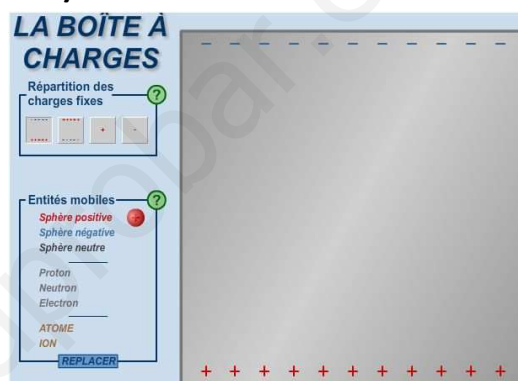 LA BOÎTE À
CHARGES
Répartition des
charges fixes
?
Entités mobiles
?
Sphère positive
Sphère négative
Sphère neutre
Proton
Neutron
Electron
ATOME
ION
REPLACER